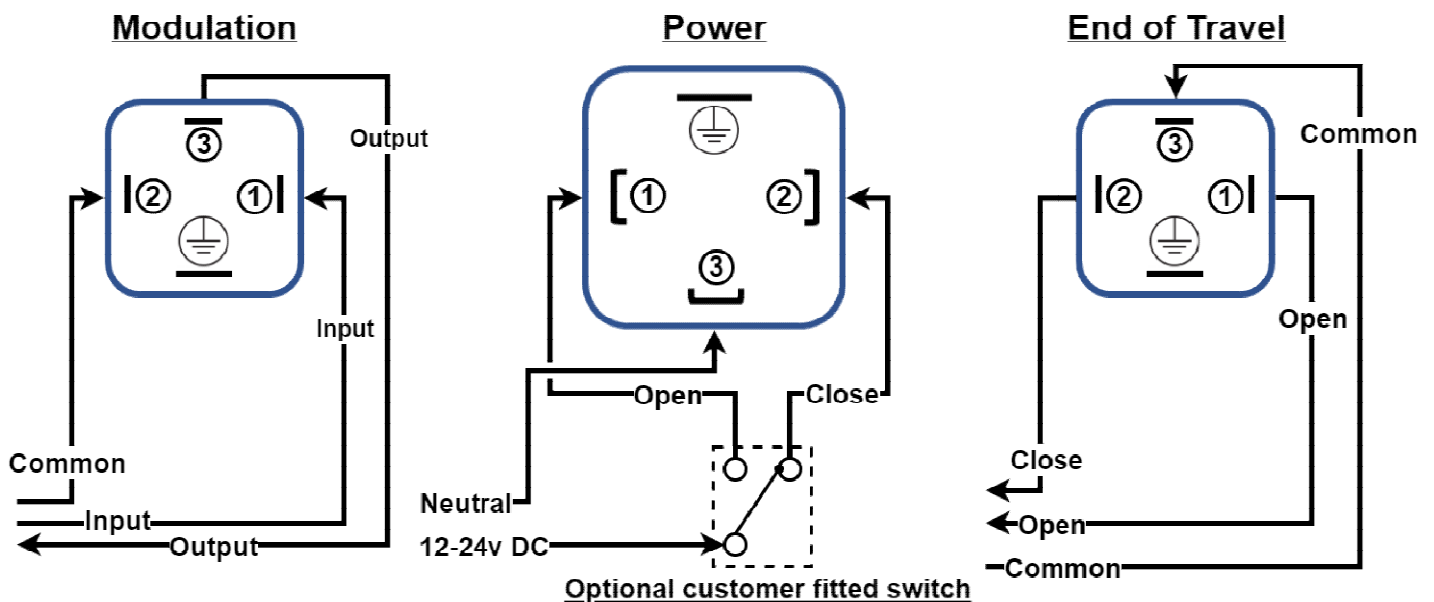 Modulation
Output
3
2
1
Input
Common
Input
Output
Power
1
2
3
Open
Close
Neutral
12-24v DC
Optional customer fitted switch
End of Travel
Common
3
2
1
Open
Close
Open
Common